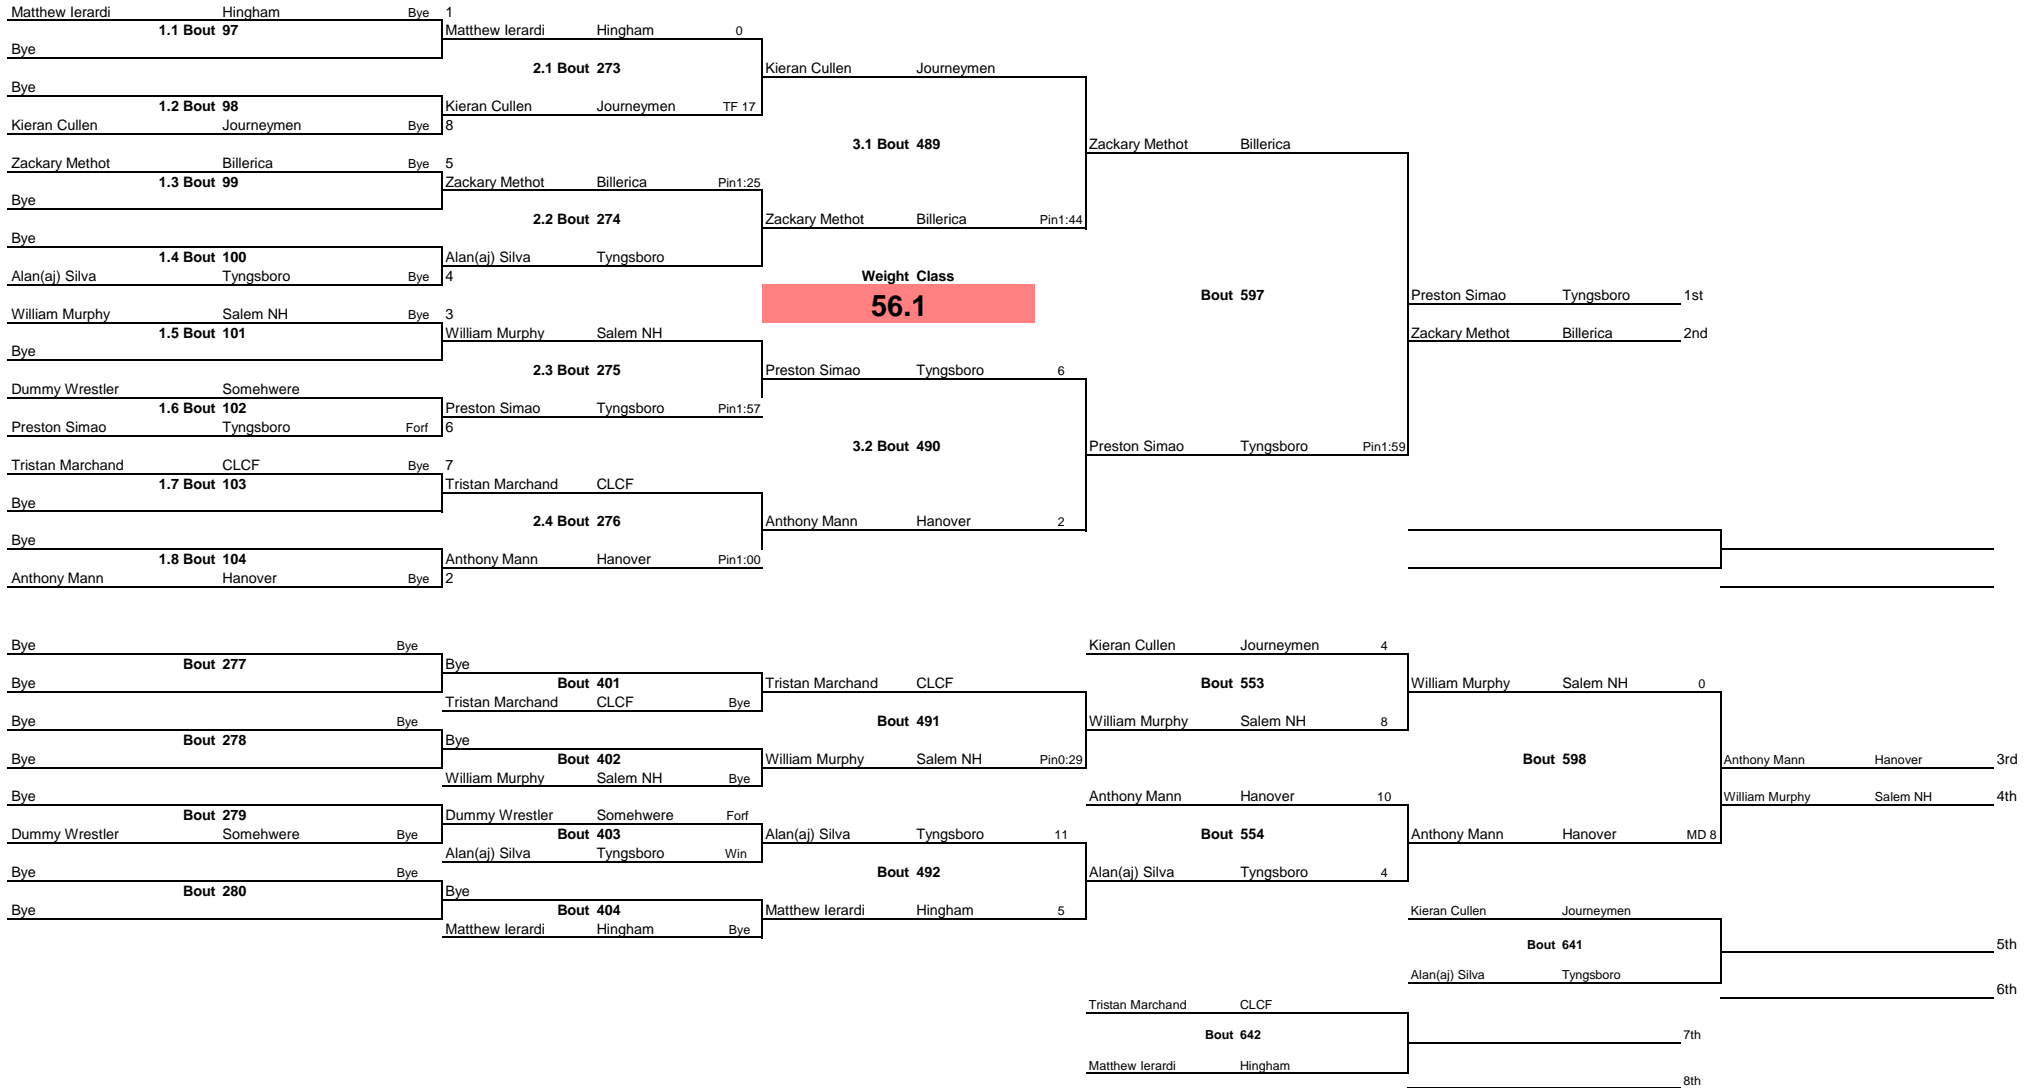 Matthew Ierardi Hingham Bye 1
1.1 Bout 97 Matthew Ierardi Hingham 0
Bye
2.1 Bout 273 Kieran Cullen Journeymen
Bye
1.2 Bout 98 Kieran Cullen Journeymen TF 17
Kieran Cullen Journeymen Bye 8
3.1 Bout 489 Zackary Methot Billerica
Zackary Methot Billerica Bye 5
1.3 Bout 99 Zackary Methot Billerica Pin1:25
Bye
2.2 Bout 274 Zackary Methot Billerica Pin1:44
Bye
1.4 Bout 100 Alan(aj) Silva Tyngsboro
Alan(aj) Silva Tyngsboro Bye 4 Weight Class
56.1 Bout 597 Preston Simao Tyngsboro 1st
William Murphy Salem NH Bye 3
1.5 Bout 101 William Murphy Salem NH Zackary Methot Billerica 2nd
Bye
2.3 Bout 275 Preston Simao Tyngsboro 6
Dummy Wrestler Somehwere
1.6 Bout 102 Preston Simao Tyngsboro Pin1:57
Preston Simao Tyngsboro Forf 6
3.2 Bout 490 Preston Simao Tyngsboro Pin1:59
Tristan Marchand CLCF Bye 7
1.7 Bout 103 Tristan Marchand CLCF
Bye
2.4 Bout 276 Anthony Mann Hanover 2
Bye
1.8 Bout 104 Anthony Mann Hanover Pin1:00
Anthony Mann Hanover Bye 2
Bye Bye Kieran Cullen Journeymen 4
Bout 277 Bye
Bye Bout 401 Tristan Marchand CLCF Bout 553 William Murphy Salem NH 0
Tristan Marchand CLCF Bye
Bye Bye Bout 491 William Murphy Salem NH 8
Bout 278 Bye
Bye Bout 402 William Murphy Salem NH Pin0:29 Bout 598 Anthony Mann Hanover 3rd
William Murphy Salem NH Bye
Bye Anthony Mann Hanover 10 William Murphy Salem NH 4th
Bout 279 Dummy Wrestler Somehwere Forf
Dummy Wrestler Somehwere Bye Bout 403 Alan(aj) Silva Tyngsboro 11 Bout 554 Anthony Mann Hanover MD 8
Alan(aj) Silva Tyngsboro Win
Bye Bye Bout 492 Alan(aj) Silva Tyngsboro 4
Bout 280 Bye
Bye Bout 404 Matthew Ierardi Hingham 5 Kieran Cullen Journeymen
Matthew Ierardi Hingham Bye
Bout 641 5th
Alan(aj) Silva Tyngsboro
6th
Tristan Marchand CLCF
Bout 642 7th
Matthew Ierardi Hingham
8th